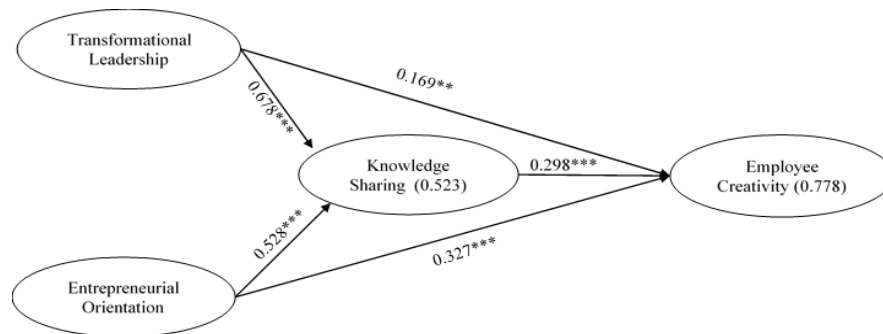 Transformational
Leadership
0.169**
0.678***
Knowledge
Sharing (0.523)
0.298***
Employee
Creativity (0.778)
0.528***
0.327***
Entrepreneurial
Orientation